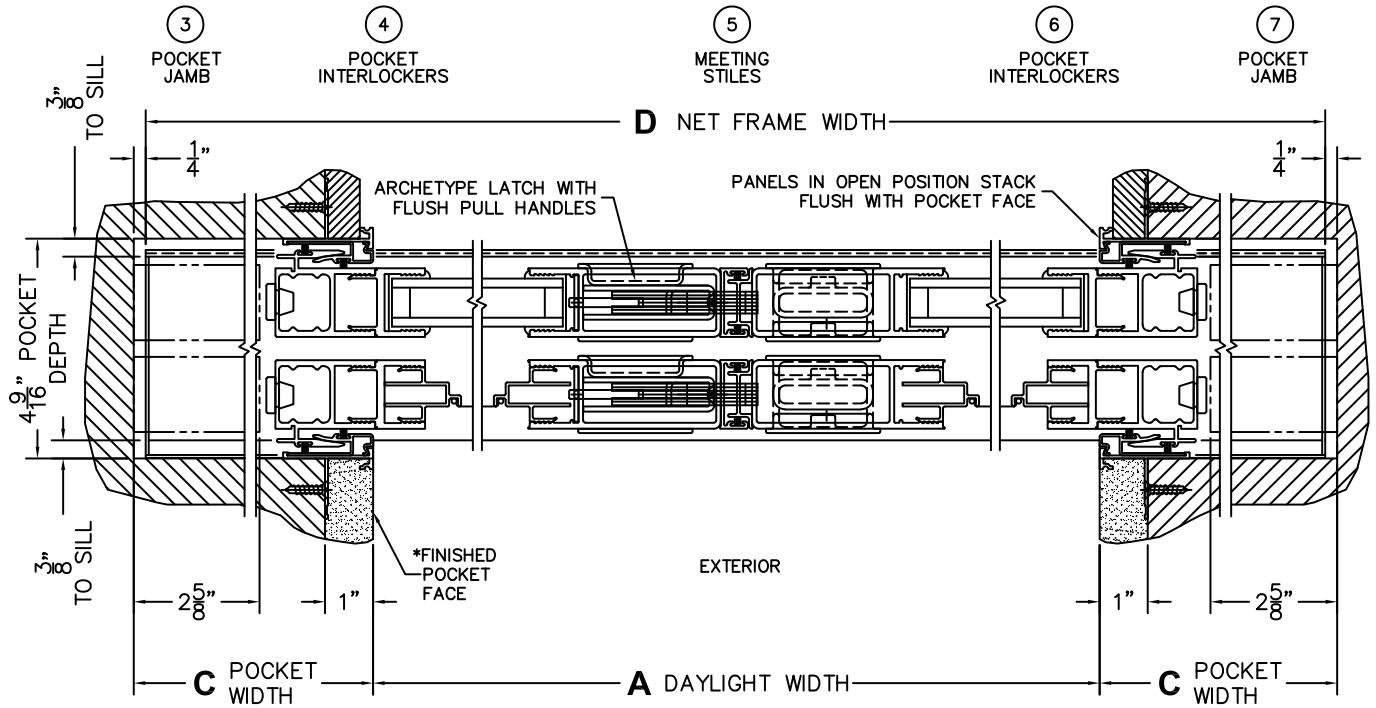 3
POCKET
JAMB
4
POCKET
INTERLOCKERS
5
MEETING
STILES
6
POCKET
INTERLOCKERS
7
POCKET
JAMB
3/8"
TO SILL
D NET FRAME WIDTH
1/4"
1/4"
ARCHETYPE LATCH WITH
FLUSH PULL HANDLES
PANELS IN OPEN POSITION STACK
FLUSH WITH POCKET FACE
4 9/16" POCKET
DEPTH
3/8"
TO SILL
*FINISHED
POCKET
FACE
EXTERIOR
2 5/8"
1"
1"
2 5/8"
C POCKET
WIDTH
A DAYLIGHT WIDTH
C POCKET
WIDTH